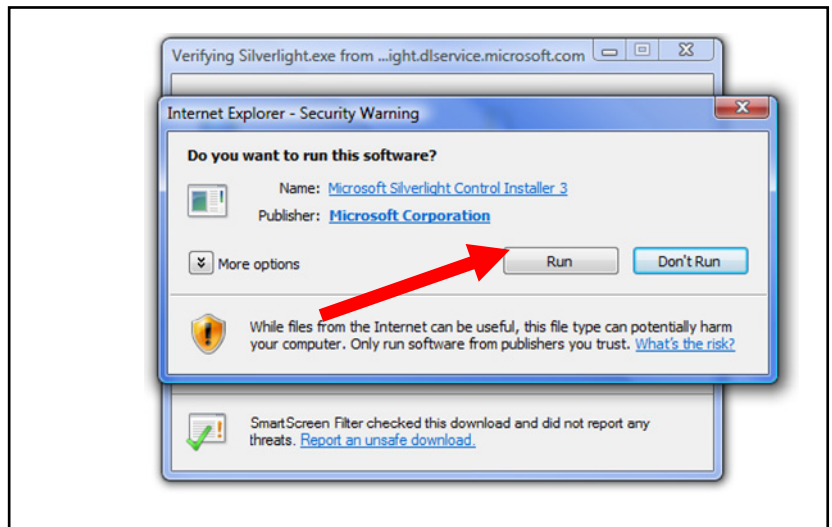 Verifying Silverlight.exe from ...ight.dlservice.microsoft.com
Internet Explorer - Security Warning
Do you want to run this software?
Name: Microsoft Silverlight Control Installer 3
Publisher: Microsoft Corporation
More options
Run
Don't Run
While files from the Internet can be useful, this file type can potentially harm
your computer. Only run software from publishers you trust. What's the risk?
SmartScreen Filter checked this download and did not report any
threats. Report an unsafe download.